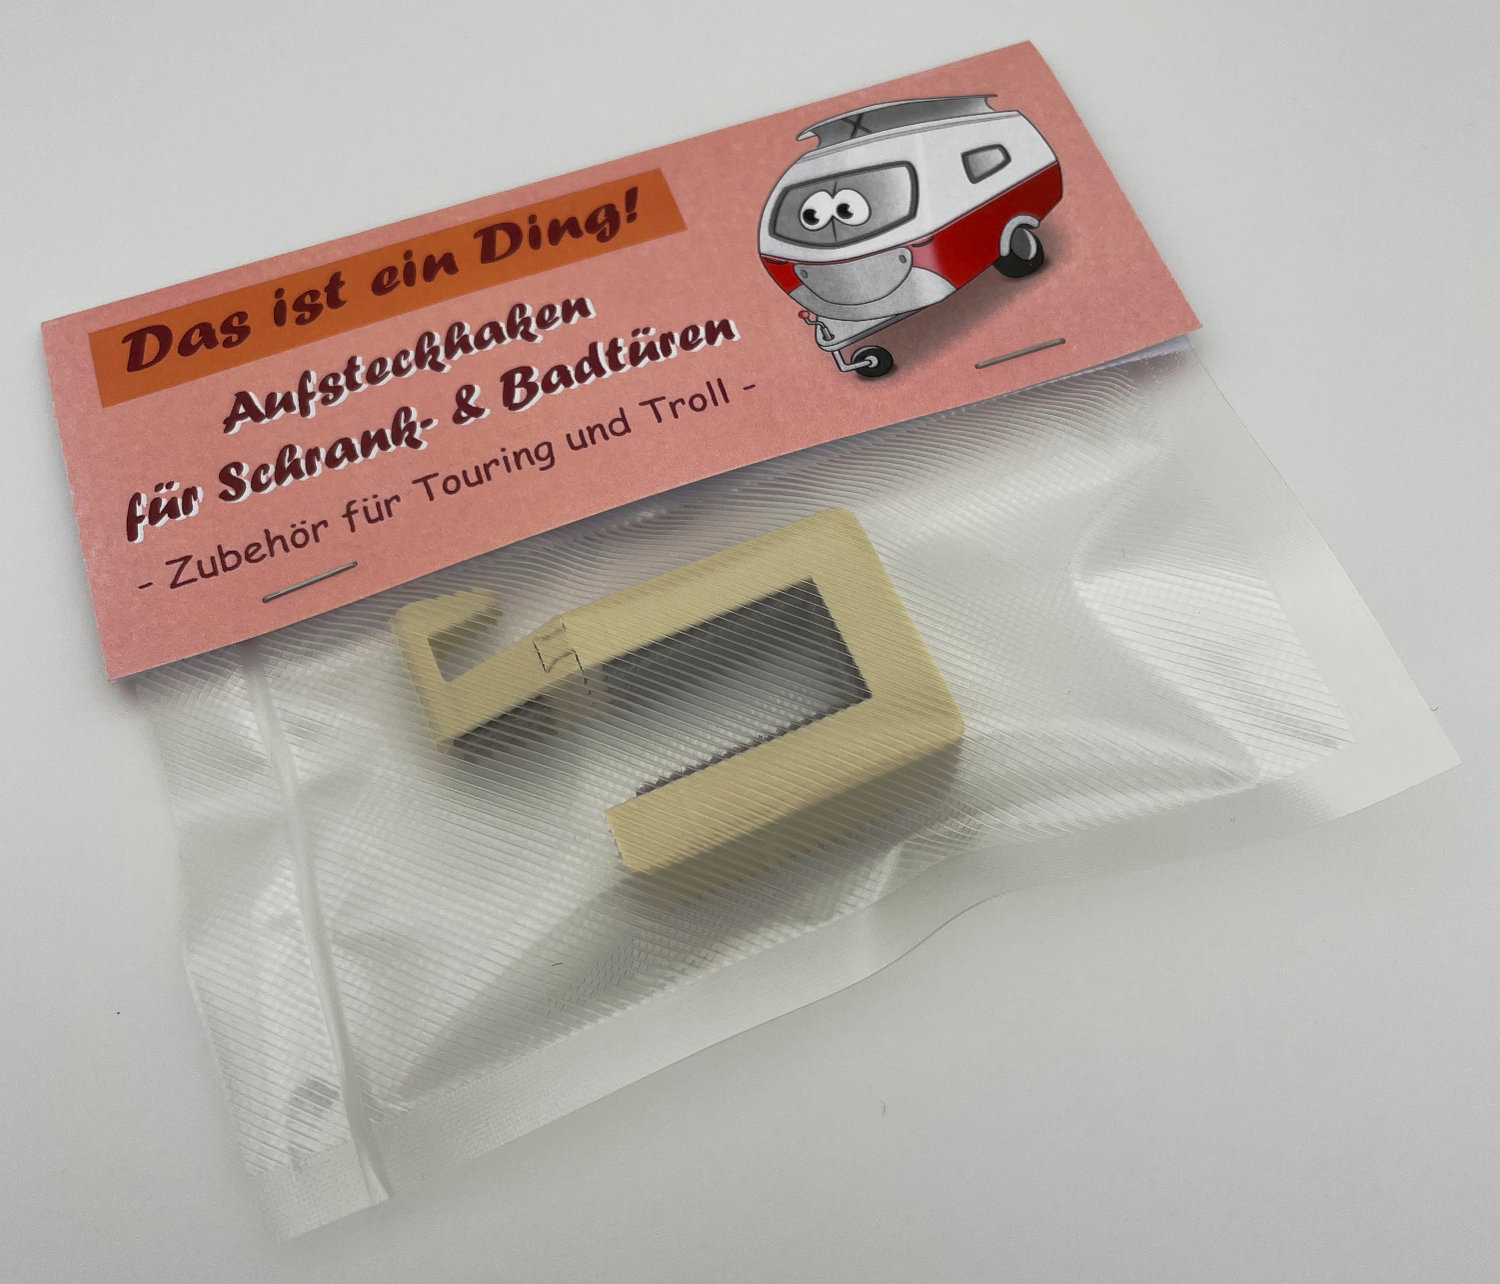 Das ist ein Ding!
Aufsteckhaken
für Schrank- & Badtüren
- Zubehör für Touring und Troll -